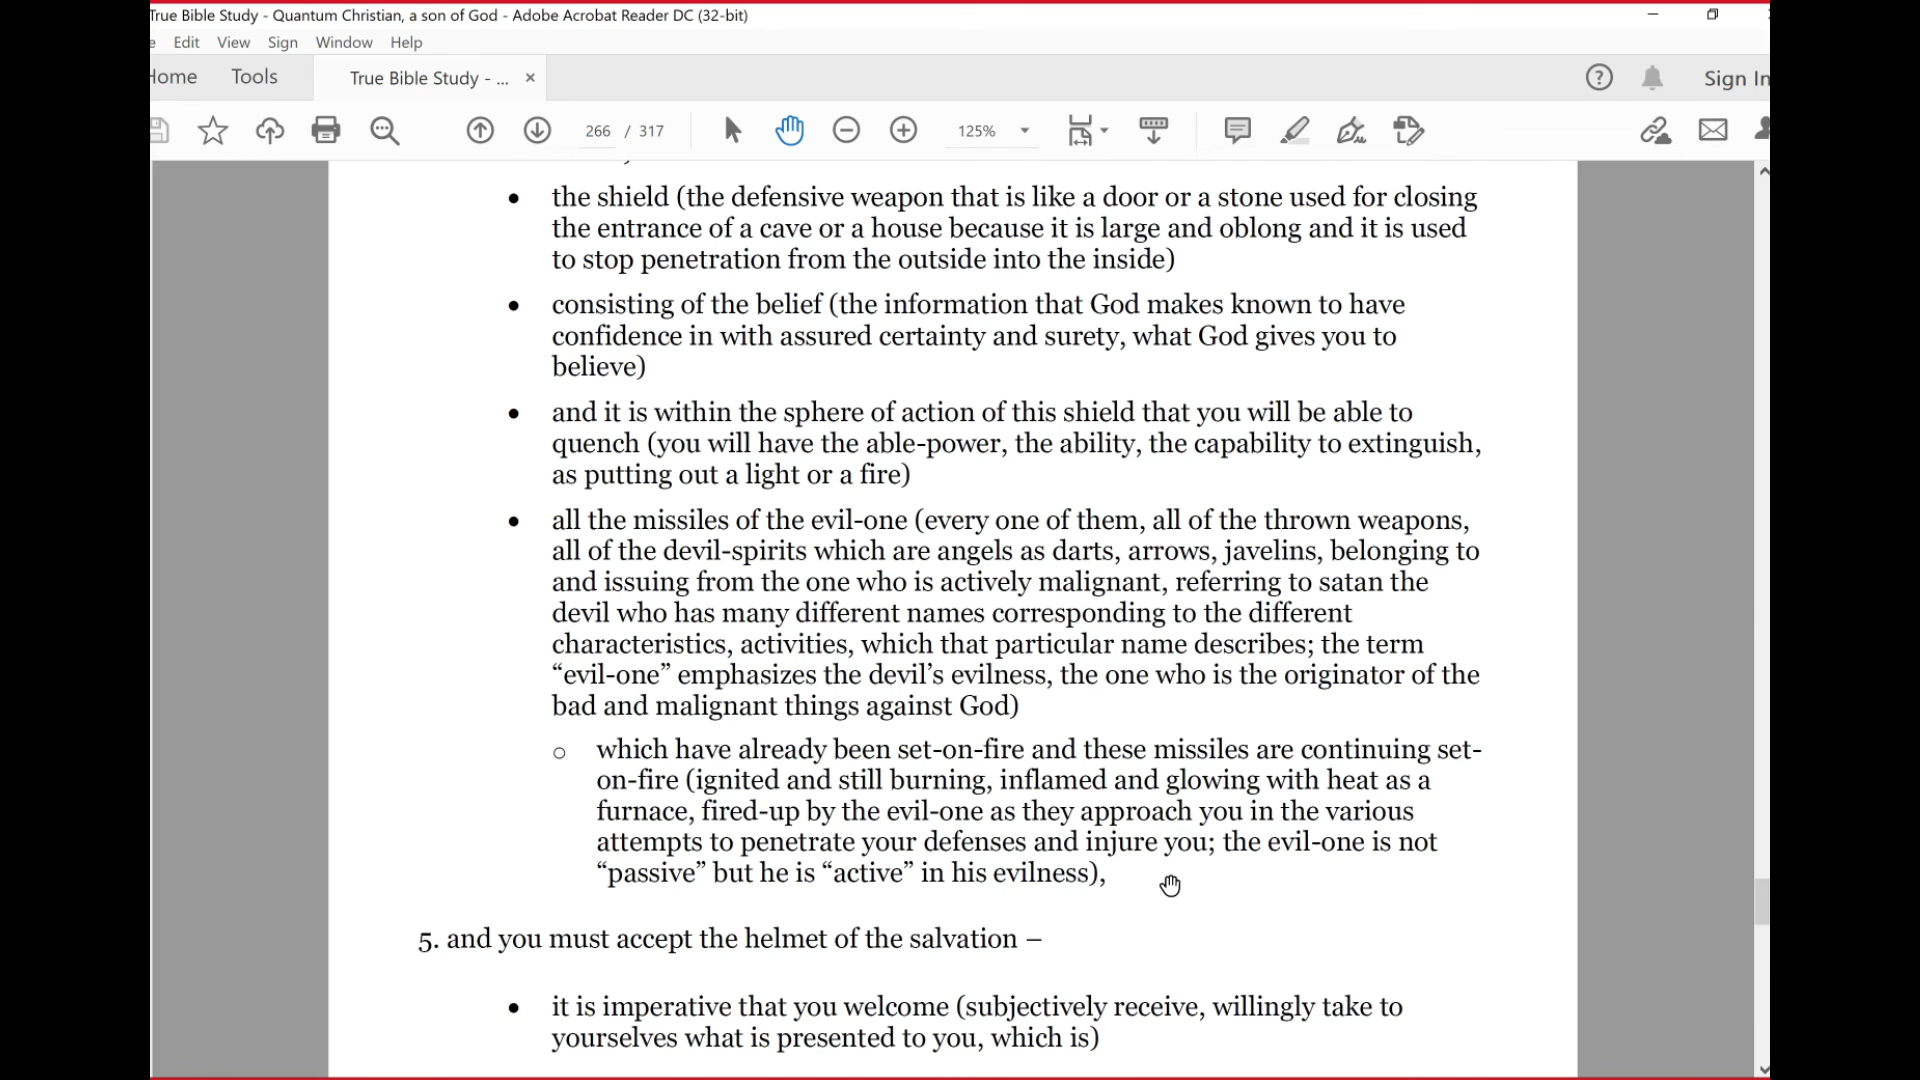 True Bible Study - Quantum Christian, a son of God - Adobe Acrobat Reader DC (32-bit)
e Edit View Sign Window Help
Home Tools True Bible Study - ... × Sign In
266 / 317 125%
• the shield (the defensive weapon that is like a door or a stone used for closing
the entrance of a cave or a house because it is large and oblong and it is used
to stop penetration from the outside into the inside)
• consisting of the belief (the information that God makes known to have
confidence in with assured certainty and surety, what God gives you to
believe)
• and it is within the sphere of action of this shield that you will be able to
quench (you will have the able-power, the ability, the capability to extinguish,
as putting out a light or a fire)
• all the missiles of the evil-one (every one of them, all of the thrown weapons,
all of the devil-spirits which are angels as darts, arrows, javelins, belonging to
and issuing from the one who is actively malignant, referring to satan the
devil who has many different names corresponding to the different
characteristics, activities, which that particular name describes; the term
“evil-one” emphasizes the devil’s evilness, the one who is the originator of the
bad and malignant things against God)
o which have already been set-on-fire and these missiles are continuing set-
on-fire (ignited and still burning, inflamed and glowing with heat as a
furnace, fired-up by the evil-one as they approach you in the various
attempts to penetrate your defenses and injure you; the evil-one is not
“passive” but he is “active” in his evilness),
5. and you must accept the helmet of the salvation –
• it is imperative that you welcome (subjectively receive, willingly take to
yourselves what is presented to you, which is)